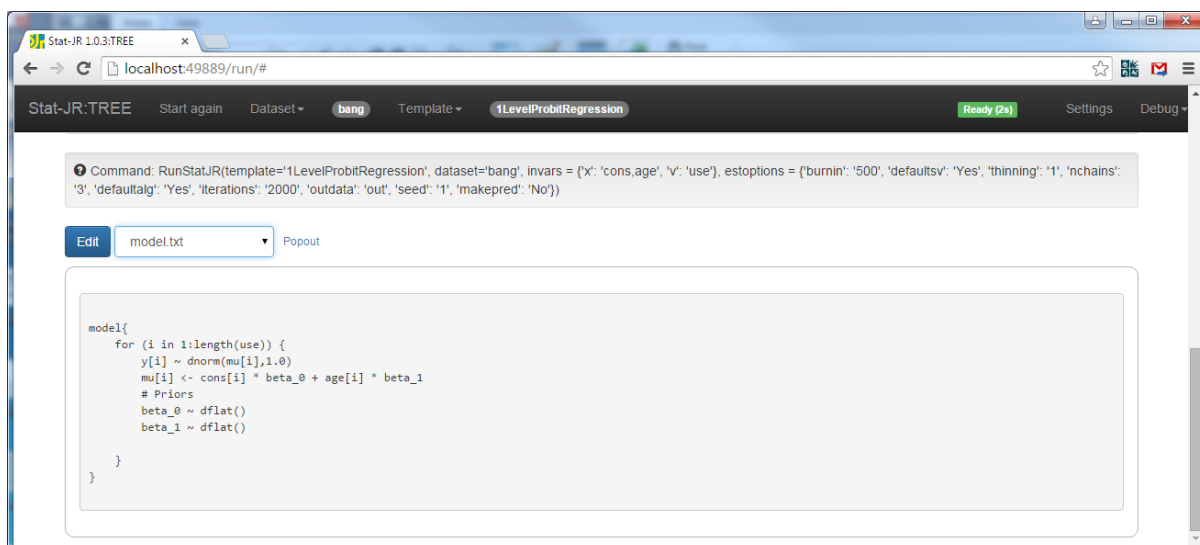 Stat-JR 1.0.3:TREE
localhost:49889/run/#
Stat-JR:TREE Start again Dataset bang Template 1LevelProbitRegression Ready (2s) Settings Debug
Command: RunStatJR(template='1LevelProbitRegression', dataset='bang', invars = {'x': 'cons,age', 'v': 'use'}, estoptions = {'burnin': '500', 'defaultsv': 'Yes', 'thinning': '1', 'nchains':
'3', 'defaultalg': 'Yes', 'iterations': '2000', 'outdata': 'out', 'seed': '1', 'makepred': 'No'})
Edit model.txt Popout
model{
for (i in 1:length(use)) {
y[i] ~ dnorm(mu[i],1.0)
mu[i] <- cons[i] * beta_0 + age[i] * beta_1
# Priors
beta_0 ~ dflat()
beta_1 ~ dflat()
}
}